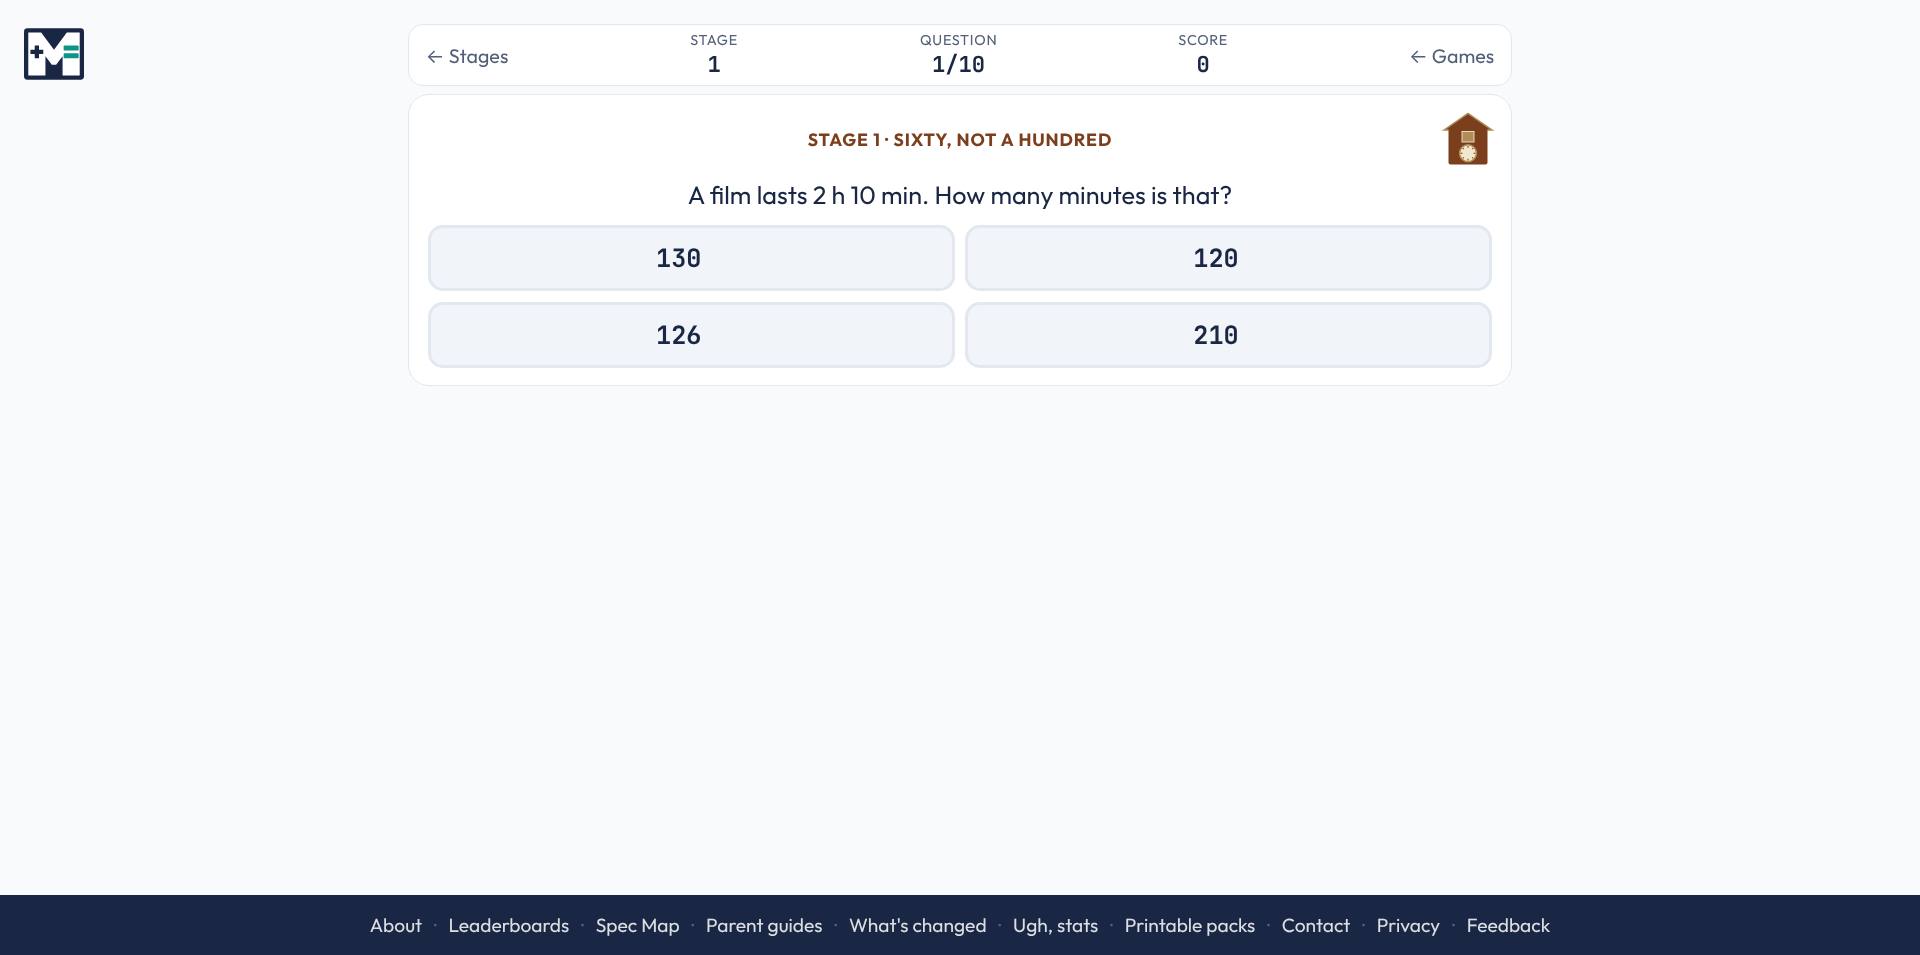 ← Stages
STAGE
1
QUESTION
1/10
SCORE
0
← Games
STAGE 1 · SIXTY, NOT A HUNDRED
A film lasts 2 h 10 min. How many minutes is that?
130
120
126
210
About · Leaderboards · Spec Map · Parent guides · What's changed · Ugh, stats · Printable packs · Contact · Privacy · Feedback